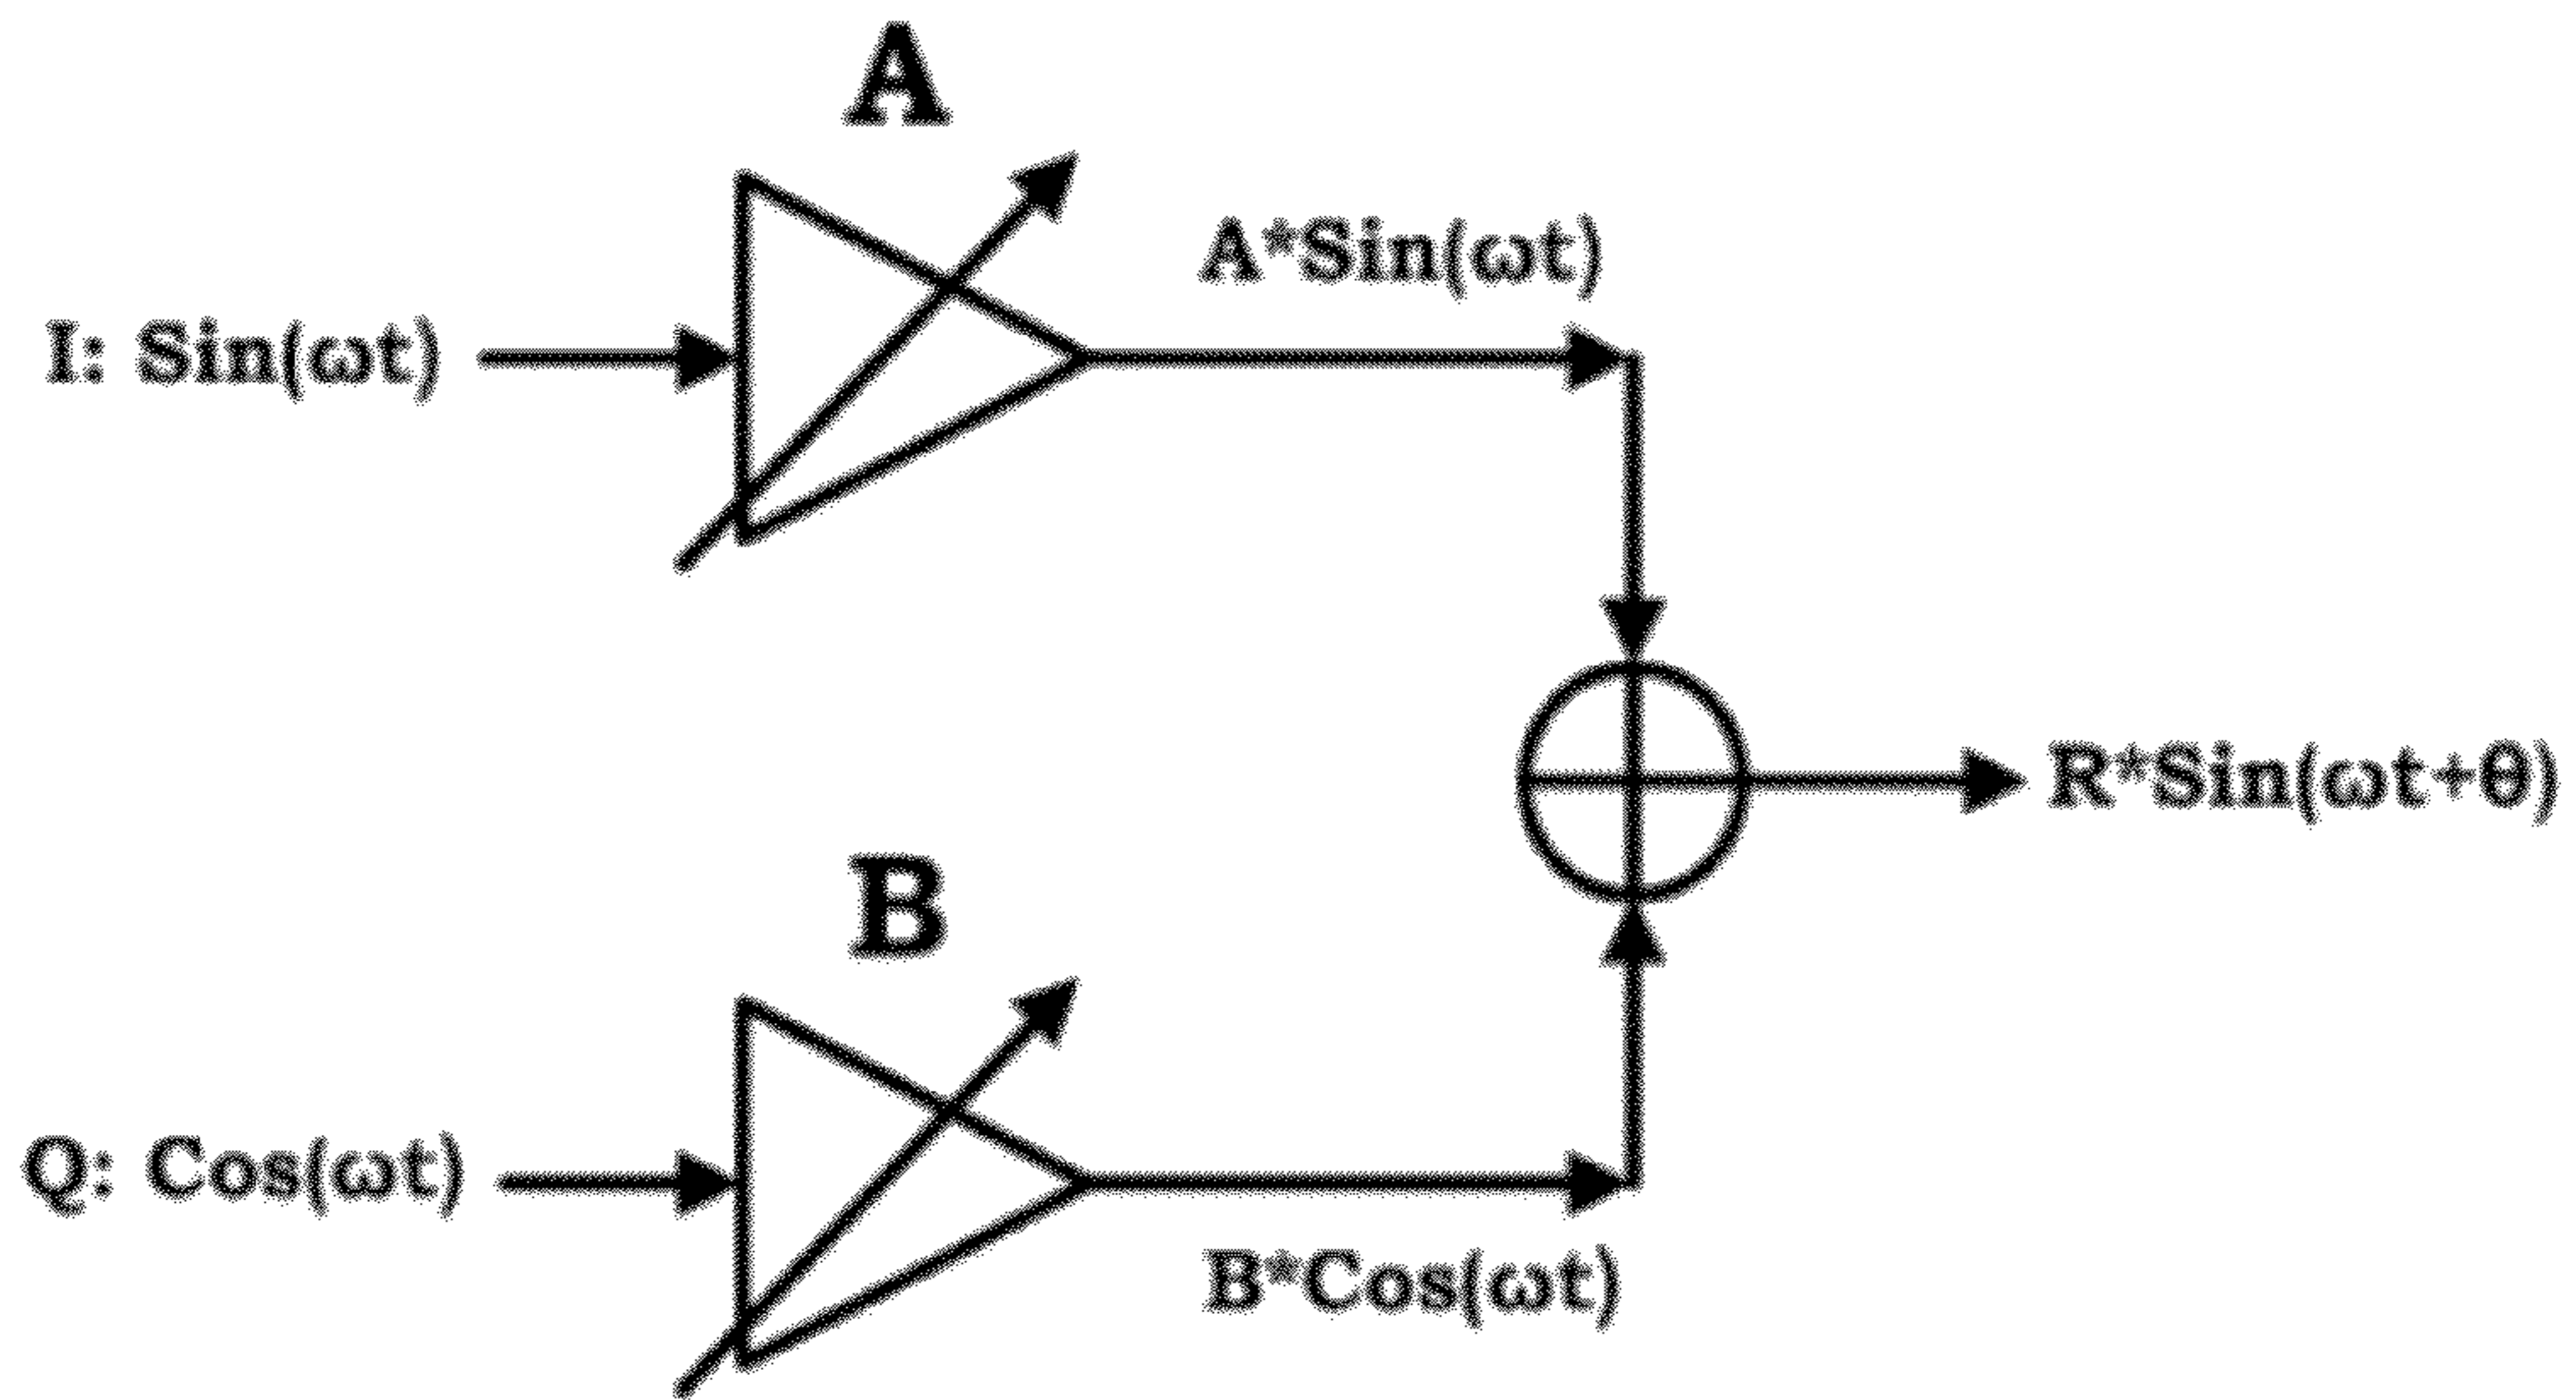 A
A*Sin(ωt)
I: Sin(ωt)
R*Sin(ωt+θ)
B
Q: Cos(ωt)
B*Cos(ωt)